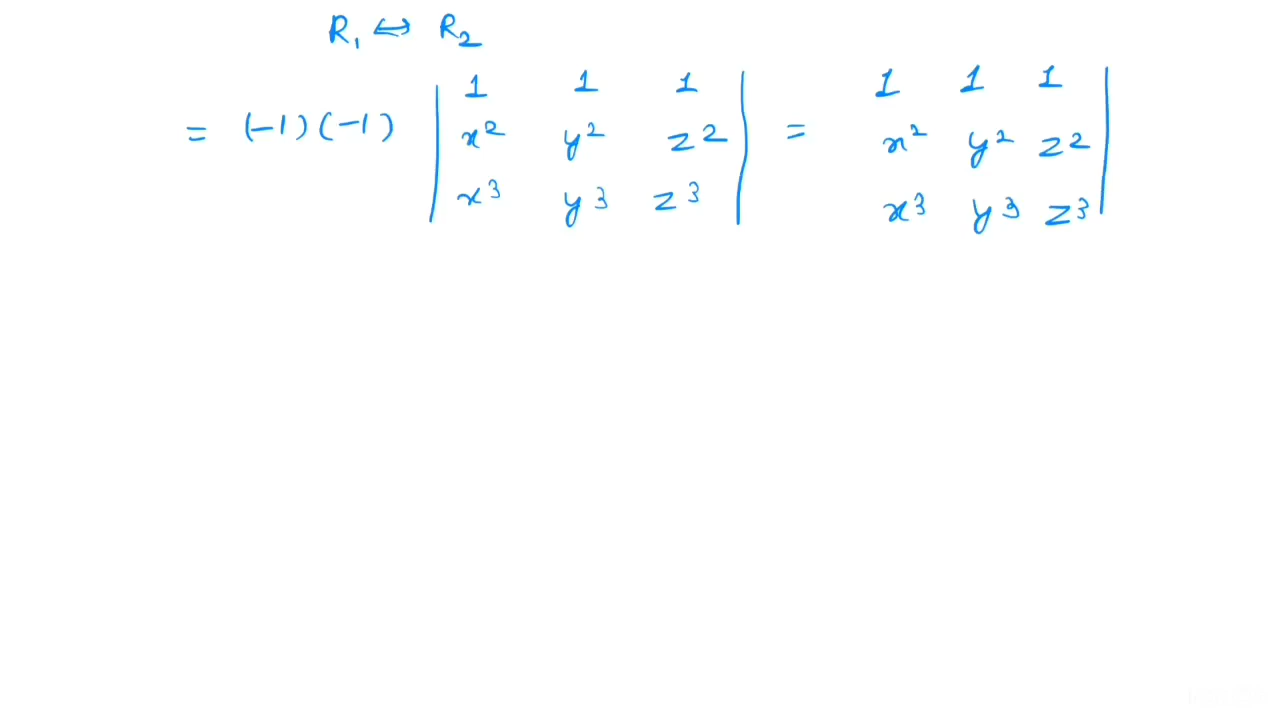 R₁ ⇔ R₂
= (-1)(-1) | 1 1 1 | = 1 1 1 |
| x² y² z² | x² y² z² |
| x³ y³ z³ | x³ y³ z³ |